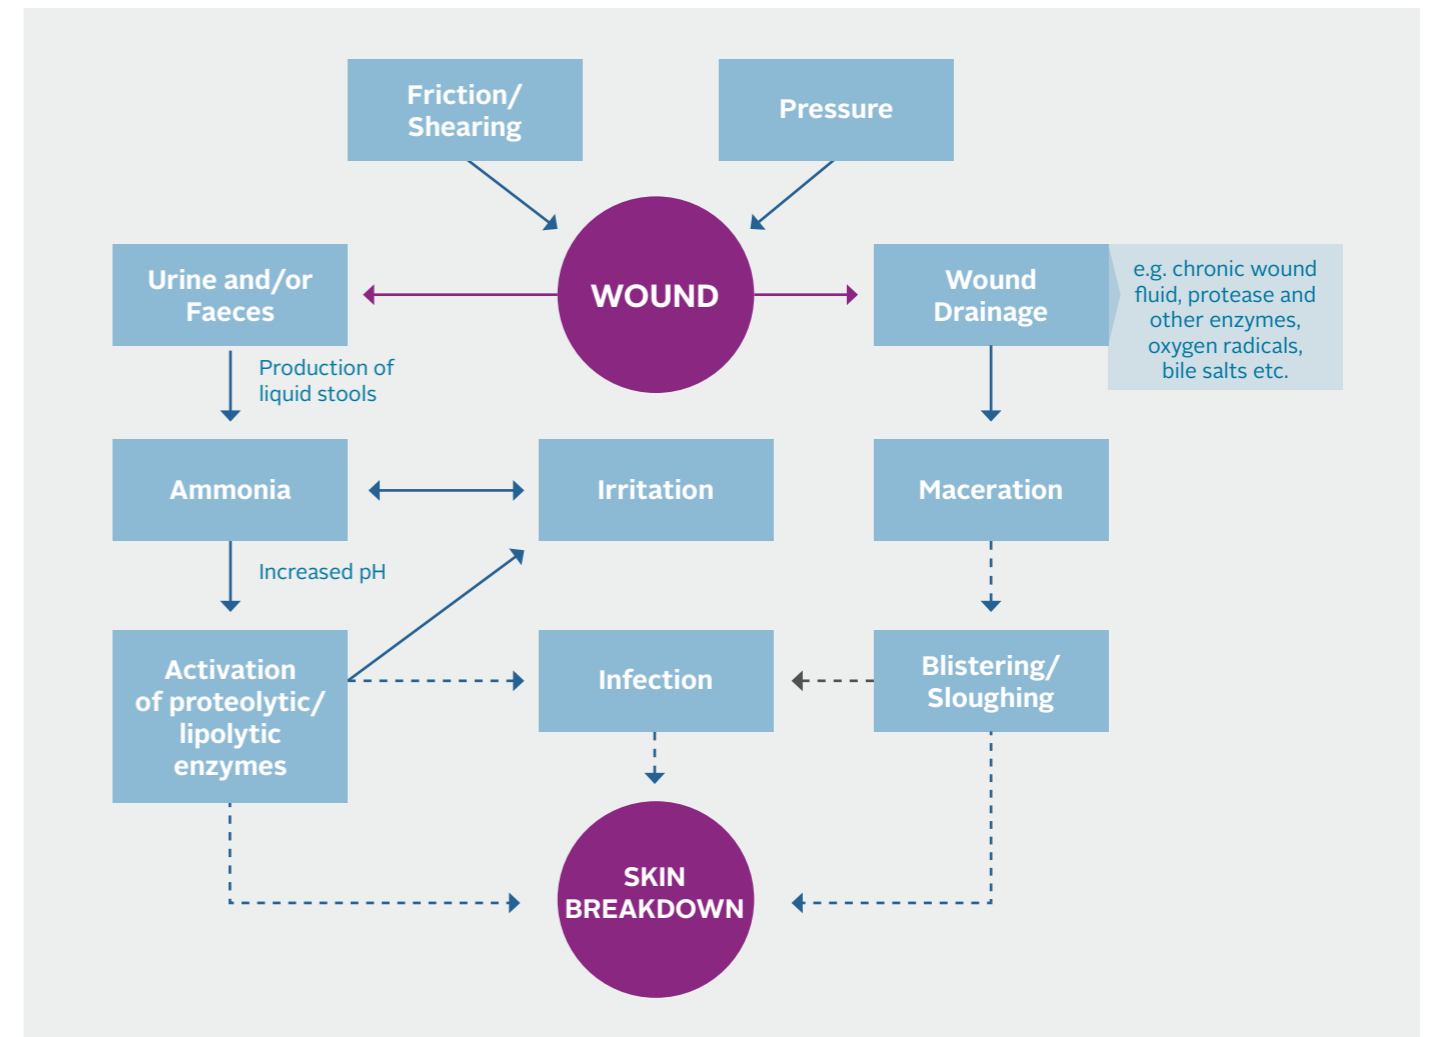 Friction/
Shearing
Pressure
Urine and/or
Faeces
WOUND
Wound
Drainage
e.g. chronic wound
fluid, protease and
other enzymes,
oxygen radicals,
bile salts etc.
Production of
liquid stools
Ammonia
Irritation
Maceration
Increased pH
Activation
of proteolytic/
lipolytic
enzymes
Infection
Blistering/
Sloughing
SKIN
BREAKDOWN